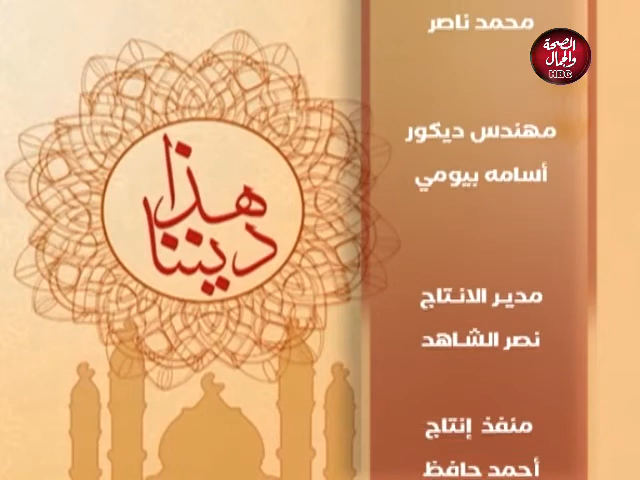 محمد ناصر
الصحة
والجمال
HBC
مهندس ديكور
أسامه بيومي
هذا
ديننا
مدير الانتاج
نصر الشاهد
منفذ إنتاج
أحمد حافظ